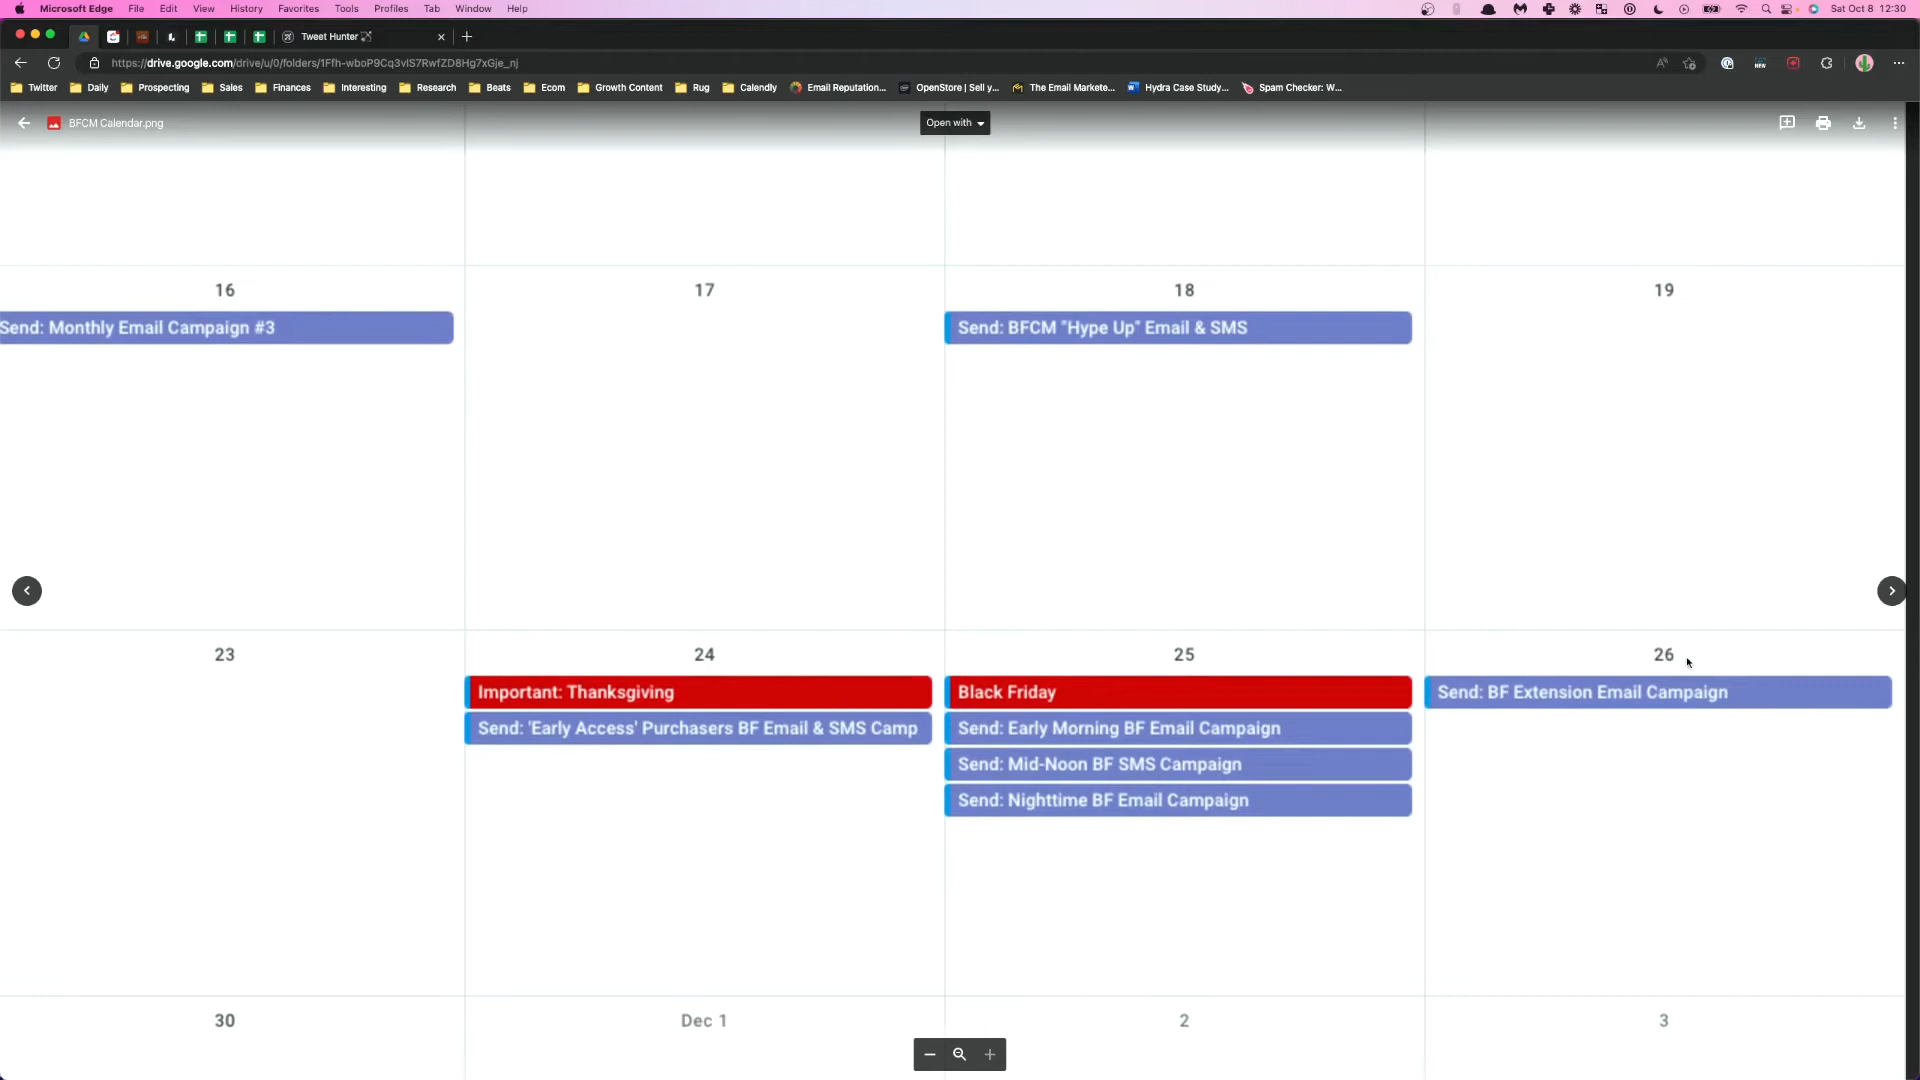 Microsoft Edge File Edit View History Favorites Tools Profiles Tab Window Help Sat Oct 8 12:30
Tweet Hunter
https://drive.google.com/drive/u/0/folders/1Ffh-wboP9Cq3vlS7RwfZD8Hg7xGje_nj
Twitter Daily Prospecting Sales Finances Interesting Research Beats Ecom Growth Content Rug Calendly Email Reputation... OpenStore | Sell y... The Email Markete... Hydra Case Study... Spam Checker: W...
BFCM Calendar.png Open with
16 17 18 19
Send: Monthly Email Campaign #3 Send: BFCM "Hype Up" Email & SMS
23 24 25 26
Important: Thanksgiving Black Friday Send: BF Extension Email Campaign
Send: 'Early Access' Purchasers BF Email & SMS Camp Send: Early Morning BF Email Campaign
Send: Mid-Noon BF SMS Campaign
Send: Nighttime BF Email Campaign
30 Dec 1 2 3